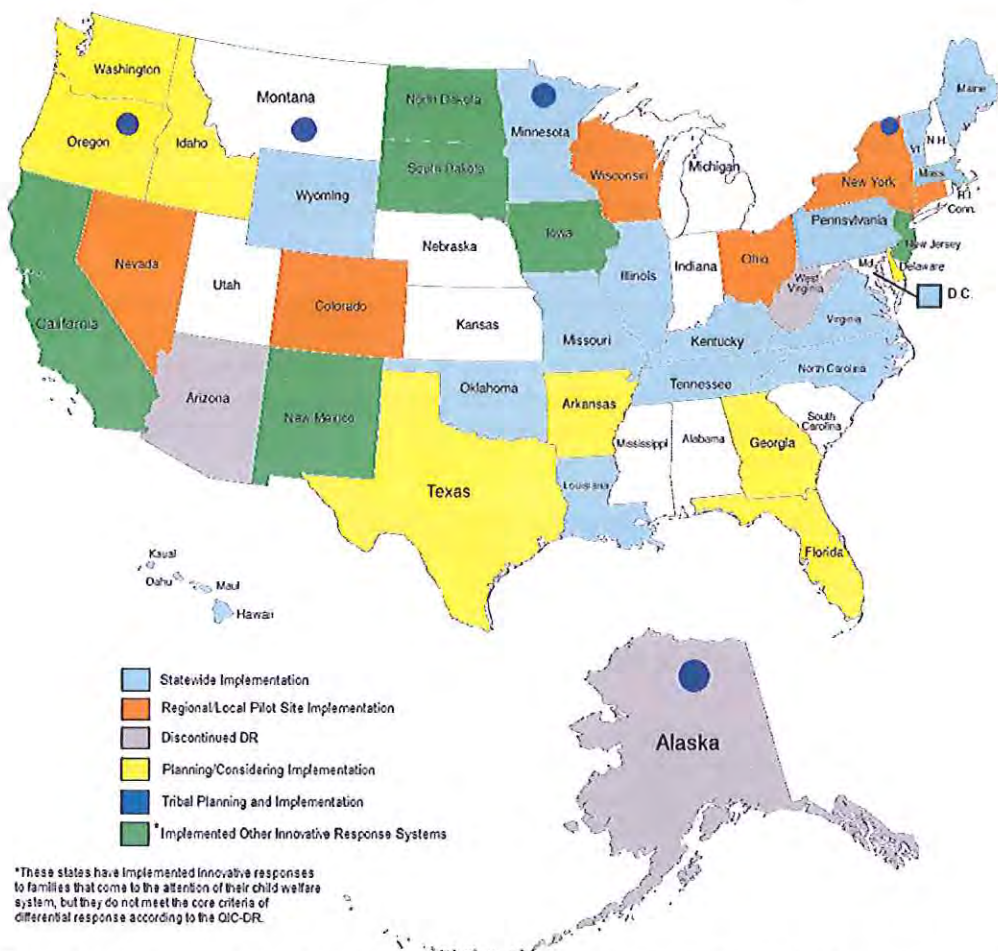 Washington
Montana
North Dakota
Minnesota
Maine
Oregon
Idaho
South Dakota
Wisconsin
Michigan
Vt.
N.H.
Mass.
R.I.
Conn.
New York
Wyoming
Nebraska
Iowa
Pennsylvania
New Jersey
Nevada
Utah
Colorado
Kansas
Illinois
Indiana
Ohio
West
Virginia
Md.
Delaware
D.C.
California
Missouri
Kentucky
Virginia
North Carolina
Arizona
New Mexico
Oklahoma
Arkansas
Tennessee
South
Carolina
Mississippi
Alabama
Georgia
Texas
Louisiana
Florida
Kauai
Oahu
Maui
Hawaii
Alaska
Statewide Implementation
Regional/Local Pilot Site Implementation
Discontinued DR
Planning/Considering Implementation
Tribal Planning and Implementation
*Implemented Other Innovative Response Systems
*These states have implemented innovative responses
to families that come to the attention of their child welfare
system, but they do not meet the core criteria of
differential response according to the QIC-DR.